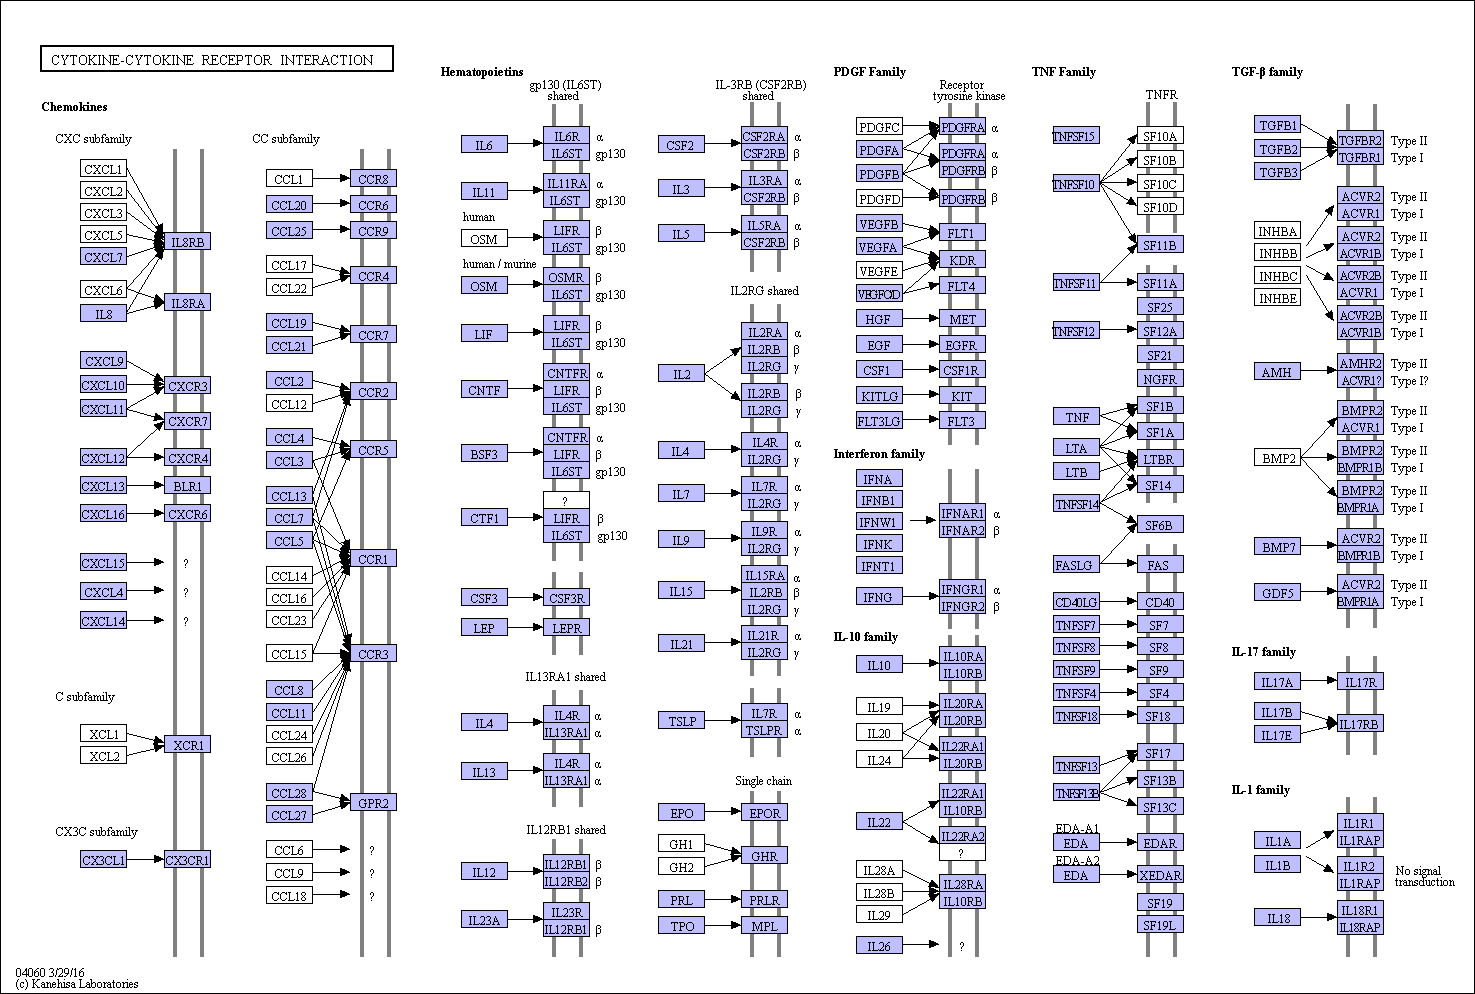 CYTOKINE-CYTOKINE RECEPTOR INTERACTION
Chemokines
CXC subfamily
CXCL1
CXCL2
CXCL3
CXCL5
CXCL7
CXCL6
IL8
IL8RB
IL8RA
CXCL9
CXCL10
CXCL11
CXCL12
CXCL13
CXCL16
CXCR3
CXCR7
CXCR4
BLR1
CXCR6
CXCL15 ?
CXCL4 ?
CXCL14 ?
C subfamily
XCL1
XCL2
XCR1
CX3C subfamily
CX3CL1 CX3CR1
CC subfamily
CCL1 CCR8
CCL20 CCR6
CCL25 CCR9
CCL17
CCL22
CCR4
CCL19
CCL21
CCR7
CCL2
CCL12
CCR2
CCL4
CCL3
CCR5
CCL13
CCL7
CCL5
CCL14
CCL16
CCL23
CCR1
CCL15
CCR3
CCL8
CCL11
CCL24
CCL26
CCL28
CCL27
GPR2
CCL6 ?
CCL9 ?
CCL18 ?
Hematopoietins
gp130 (IL6ST)
shared
IL6 IL6R α
IL6ST gp130
IL11 IL11RA α
IL6ST gp130
human
OSM LIFR β
IL6ST gp130
human / murine
OSM OSMR β
IL6ST gp130
LIF LIFR β
IL6ST gp130
CNTF
CNTFR α
LIFR β
IL6ST gp130
BSF3
CNTFR α
LIFR β
IL6ST gp130
CTF1
?
LIFR β
IL6ST gp130
CSF3 CSF3R
LEP LEPR
IL13RA1 shared
IL4 IL4R α
IL13RA1 α
IL13 IL4R α
IL13RA1 α
IL12RB1 shared
IL12 IL12RB1 β
IL12RB2 β
IL23A IL23R
IL12RB1 β
IL-3RB (CSF2RB)
shared
CSF2 CSF2RA α
CSF2RB β
IL3 IL3RA α
CSF2RB β
IL5 IL5RA α
CSF2RB β
IL2RG shared
IL2
IL2RA α
IL2RB β
IL2RG γ
IL2RB β
IL2RG γ
IL4 IL4R α
IL2RG γ
IL7 IL7R α
IL2RG γ
IL9 IL9R α
IL2RG γ
IL15
IL15RA α
IL2RB β
IL2RG γ
IL21 IL21R α
IL2RG γ
TSLP IL7R α
TSLPR α
Single chain
EPO EPOR
GH1
GH2
GHR
PRL PRLR
TPO MPL
PDGF Family
Receptor
tyrosine kinase
PDGFC
PDGFA
PDGFB
PDGFD
PDGFRA α
PDGFRA α
PDGFRB β
PDGFRB β
VEGFB
VEGFA
VEGFE
VEGFC/D
FLT1
KDR
FLT4
HGF MET
EGF EGFR
CSF1 CSF1R
KITLG KIT
FLT3LG FLT3
Interferon family
IFNA
IFNB1
IFNW1
IFNK
IFNT1
IFNAR1 α
IFNAR2 β
IFNG IFNGR1 α
IFNGR2 β
IL-10 family
IL10 IL10RA
IL10RB
IL19
IL20
IL24
IL20RA
IL20RB
IL22RA1
IL20RB
IL22
IL22RA1
IL10RB
IL22RA2
?
IL28A
IL28B
IL29
IL28RA
IL10RB
IL26 ?
TNF Family
TNFR
TNFSF15
TNFSF10
SF10A
SF10B
SF10C
SF10D
SF11B
TNFSF11 SF11A
SF25
TNFSF12 SF12A
SF21
NGFR
TNF
LTA
LTB
TNFSF14
SF1B
SF1A
LTBR
SF14
SF6B
FASLG FAS
CD40LG CD40
TNFSF7 SF7
TNFSF8 SF8
TNFSF9 SF9
TNFSF4 SF4
TNFSF18 SF18
TNFSF13
TNFSF13B
SF17
SF13B
SF13C
EDA-A1
EDA EDAR
EDA-A2
EDA XEDAR
SF19
SF19L
TGF-β family
TGFB1
TGFB2
TGFB3
TGFBR2 Type II
TGFBR1 Type I
INHBA
INHBB
INHBC
INHBE
ACVR2 Type II
ACVR1 Type I
ACVR2 Type II
ACVR1B Type I
ACVR2B Type II
ACVR1 Type I
ACVR2B Type II
ACVR1B Type I
AMH AMHR2 Type II
ACVR1? Type I?
BMP2
BMPR2 Type II
ACVR1 Type I
BMPR2 Type II
BMPR1B Type I
BMPR2 Type II
BMPR1A Type I
BMP7 ACVR2 Type II
BMPR1B Type I
GDF5 ACVR2 Type II
BMPR1A Type I
IL-17 family
IL17A IL17R
IL17B
IL17E
IL17RB
IL-1 family
IL1A
IL1B
IL1R1
IL1RAP
IL1R2
IL1RAP
No signal
transduction
IL18 IL18R1
IL18RAP
04060 3/29/16
(c) Kanehisa Laboratories